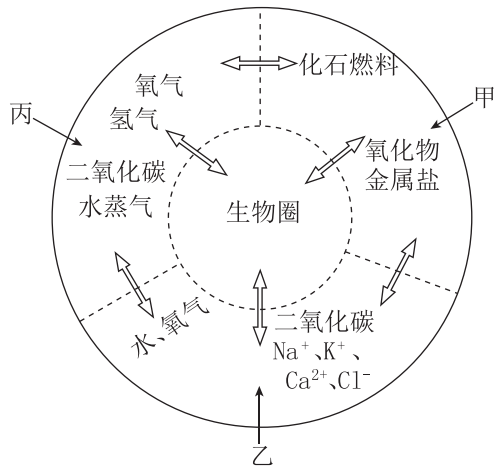 化石燃料
氧气
氢气
丙
甲
二氧化碳
水蒸气
氧化物
金属盐
生物圈
水、氧气
二氧化碳
Na⁺、K⁺、
Ca²⁺、Cl⁻
乙